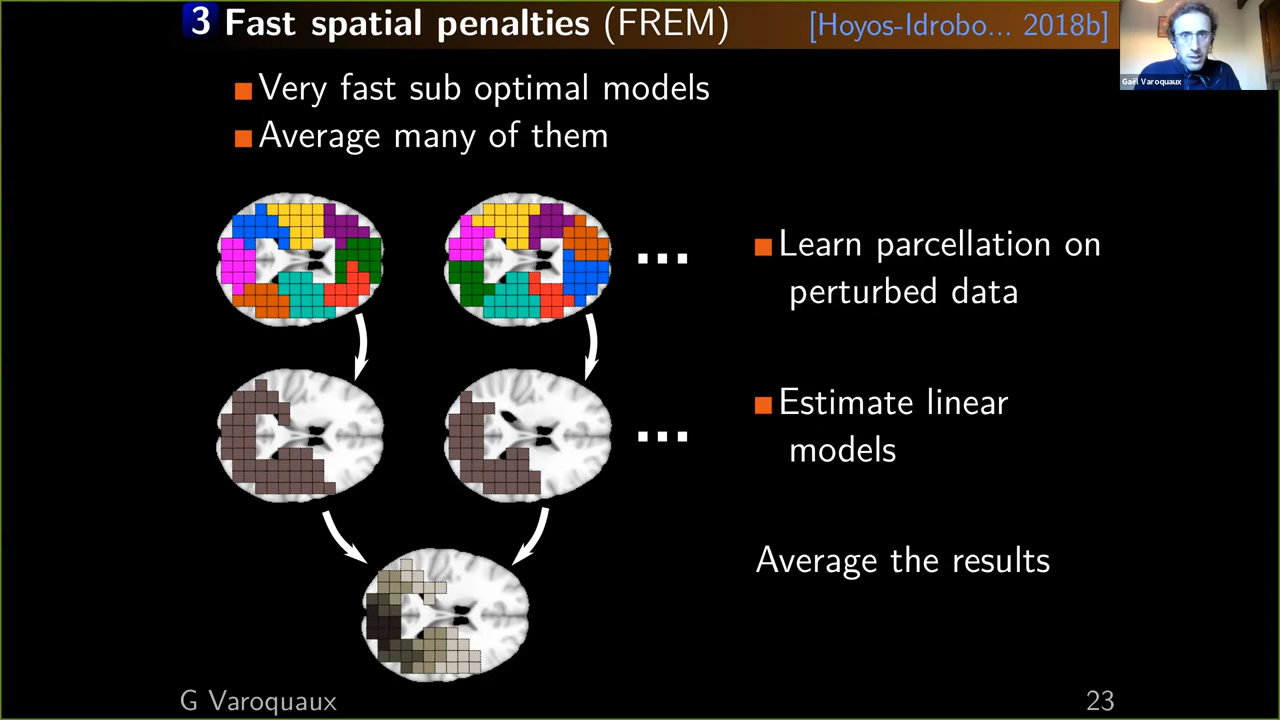 3 Fast spatial penalties (FREM) [Hoyos-Idrobo... 2018b]
Gaël Varoquaux
Very fast sub optimal models
Average many of them
...
Learn parcellation on
perturbed data
...
Estimate linear
models
Average the results
G Varoquaux 23